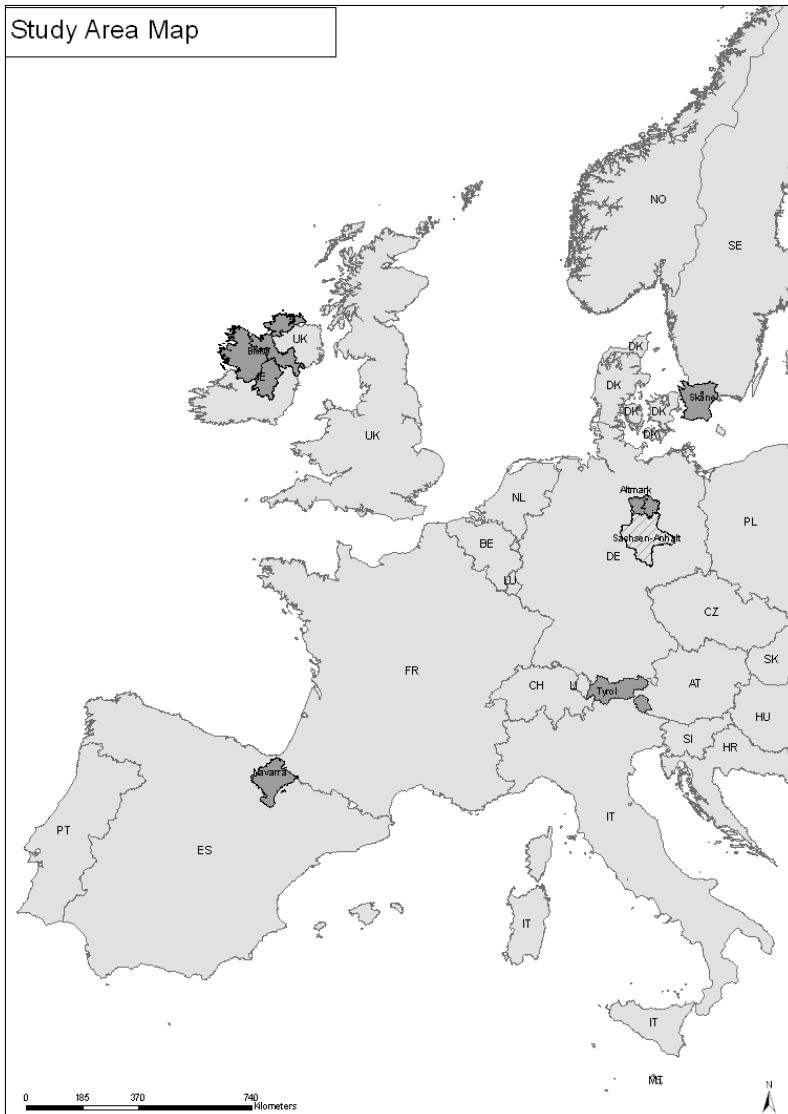 Study Area Map
NO
SE
DK
UK
BMW
IE
DK
Skåne
DK
DK
DK
UK
Altmark
NL
PL
Sachsen-Anhalt
BE
DE
LU
CZ
SK
FR
CH
LI
Tyrol
AT
HU
SI
HR
Navarra
IT
PT
ES
IT
IT
MT
N
0 185 370 740
Kilometers